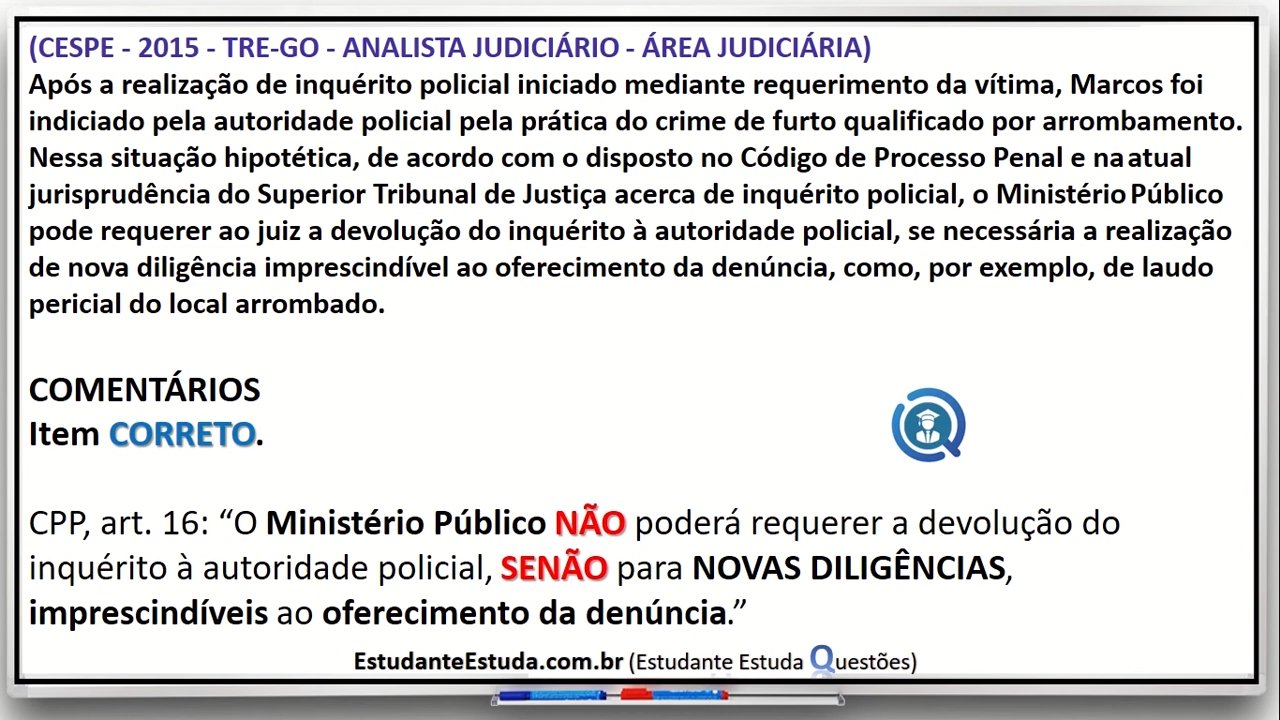 (CESPE - 2015 - TRE-GO - ANALISTA JUDICIÁRIO - ÁREA JUDICIÁRIA)
Após a realização de inquérito policial iniciado mediante requerimento da vítima, Marcos foi
indiciado pela autoridade policial pela prática do crime de furto qualificado por arrombamento.
Nessa situação hipotética, de acordo com o disposto no Código de Processo Penal e na atual
jurisprudência do Superior Tribunal de Justiça acerca de inquérito policial, o Ministério Público
pode requerer ao juiz a devolução do inquérito à autoridade policial, se necessária a realização
de nova diligência imprescindível ao oferecimento da denúncia, como, por exemplo, de laudo
pericial do local arrombado.
COMENTÁRIOS
Item CORRETO.
CPP, art. 16: “O Ministério Público NÃO poderá requerer a devolução do
inquérito à autoridade policial, SENÃO para NOVAS DILIGÊNCIAS,
imprescindíveis ao oferecimento da denúncia.”
EstudanteEstuda.com.br (Estudante Estuda Questões)